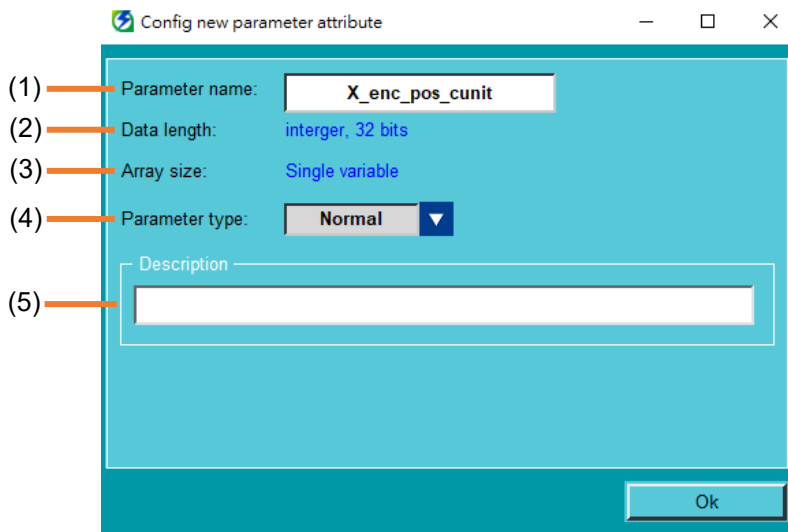 Config new parameter attribute
(1) Parameter name: X_enc_pos_cunit
(2) Data length: interger, 32 bits
(3) Array size: Single variable
(4) Parameter type: Normal
Description
(5)
Ok